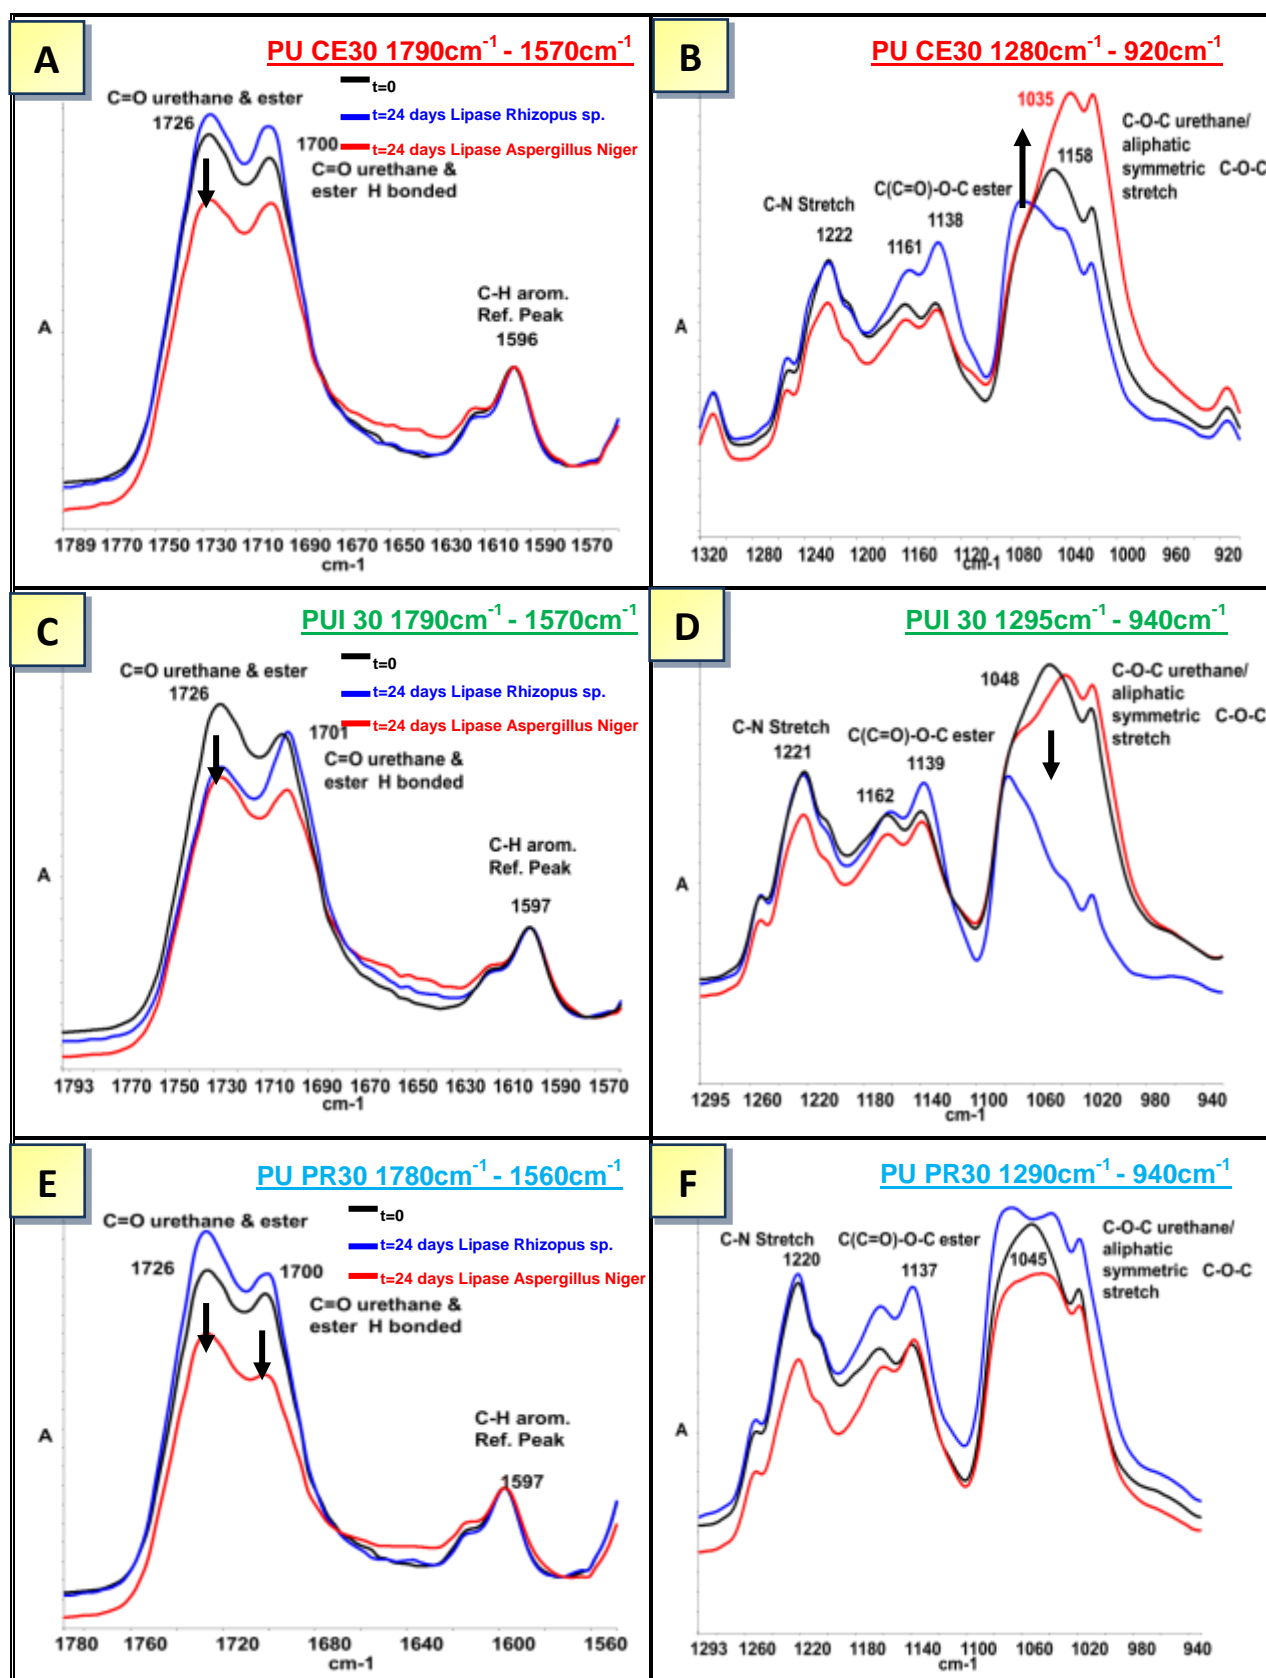 A
PU CE30 1790cm⁻¹ - 1570cm⁻¹
t=0
C=O urethane & ester
t=24 days Lipase Rhizopus sp.
1726
1700
t=24 days Lipase Aspergillus Niger
C=O urethane &
ester H bonded
C-H arom.
Ref. Peak
1596
A
1789 1770 1750 1730 1710 1690 1670 1650 1630 1610 1590 1570
cm-1
B
PU CE30 1280cm⁻¹ - 920cm⁻¹
1035
C-O-C urethane/
aliphatic
symmetric C-O-C
stretch
1158
C(C=O)-O-C ester
C-N Stretch
1138
1222
1161
A
1320 1280 1240 1200 1160 1120 1080 1040 1000 960 920
cm-1
C
PUI 30 1790cm⁻¹ - 1570cm⁻¹
t=0
C=O urethane & ester
t=24 days Lipase Rhizopus sp.
1726
t=24 days Lipase Aspergillus Niger
1701
C=O urethane &
ester H bonded
C-H arom.
Ref. Peak
1597
A
1793 1770 1750 1730 1710 1690 1670 1650 1630 1610 1590 1570
cm-1
D
PUI 30 1295cm⁻¹ - 940cm⁻¹
1048
C-O-C urethane/
aliphatic
symmetric C-O-C
stretch
C-N Stretch
C(C=O)-O-C ester
1221
1139
1162
A
1295 1260 1220 1180 1140 1100 1060 1020 980 940
cm-1
E
PU PR30 1780cm⁻¹ - 1560cm⁻¹
t=0
C=O urethane & ester
t=24 days Lipase Rhizopus sp.
1726
1700
t=24 days Lipase Aspergillus Niger
C=O urethane &
ester H bonded
C-H arom.
Ref. Peak
1597
A
1780 1760 1720 1680 1640 1600 1560
cm-1
F
PU PR30 1290cm⁻¹ - 940cm⁻¹
C-N Stretch
C(C=O)-O-C ester
C-O-C urethane/
aliphatic
symmetric C-O-C
stretch
1220
1137
1045
A
1293 1260 1220 1180 1140 1100 1060 1020 980 940
cm-1